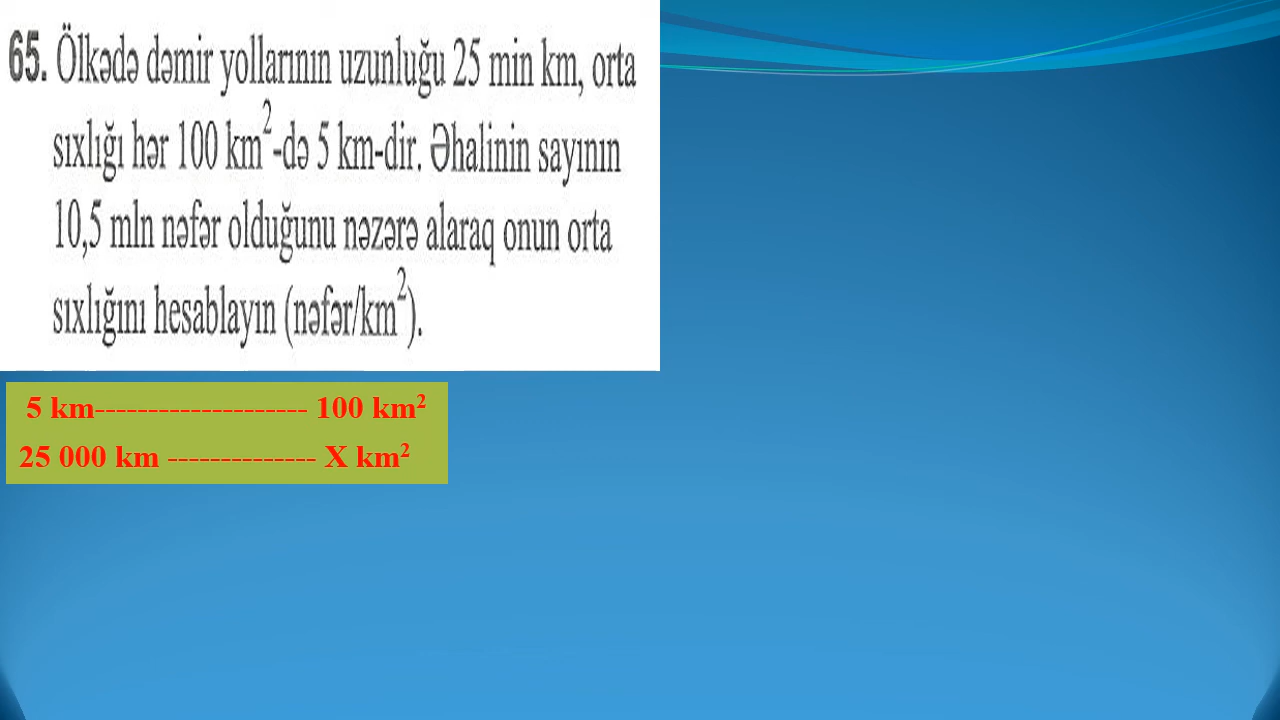 65. Ölkədə dəmir yollarının uzunluğu 25 min km, orta
sıxlığı hər 100 km²-də 5 km-dir. Əhalinin sayının
10,5 mln nəfər olduğunu nəzərə alaraq onun orta
sıxlığını hesablayın (nəfər/km²).
5 km-------------------- 100 km²
25 000 km -------------- X km²